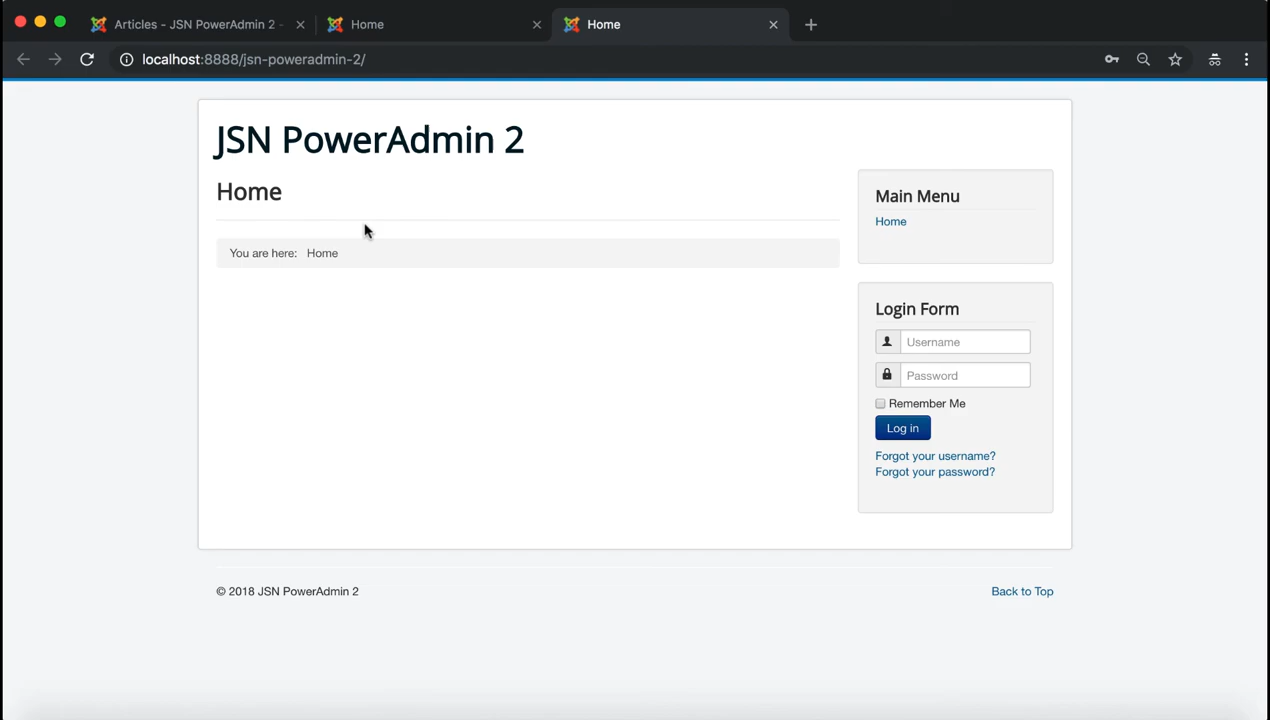 Articles - JSN PowerAdmin 2 -
Home
Home
localhost:8888/jsn-poweradmin-2/
JSN PowerAdmin 2
Home
You are here: Home
Main Menu
Home
Login Form
Username
Password
Remember Me
Log in
Forgot your username?
Forgot your password?
© 2018 JSN PowerAdmin 2
Back to Top